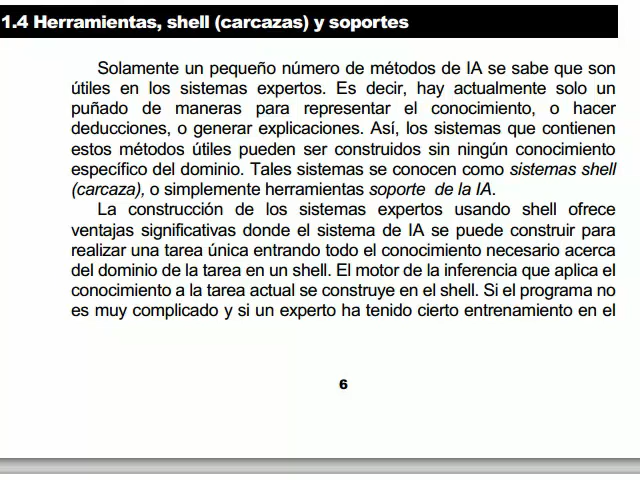 1.4 Herramientas, shell (carcazas) y soportes
Solamente un pequeño número de métodos de IA se sabe que son
útiles en los sistemas expertos. Es decir, hay actualmente solo un
puñado de maneras para representar el conocimiento, o hacer
deducciones, o generar explicaciones. Así, los sistemas que contienen
estos métodos útiles pueden ser construidos sin ningún conocimiento
específico del dominio. Tales sistemas se conocen como sistemas shell
(carcaza), o simplemente herramientas soporte de la IA.
La construcción de los sistemas expertos usando shell ofrece
ventajas significativas donde el sistema de IA se puede construir para
realizar una tarea única entrando todo el conocimiento necesario acerca
del dominio de la tarea en un shell. El motor de la inferencia que aplica el
conocimiento a la tarea actual se construye en el shell. Si el programa no
es muy complicado y si un experto ha tenido cierto entrenamiento en el
6